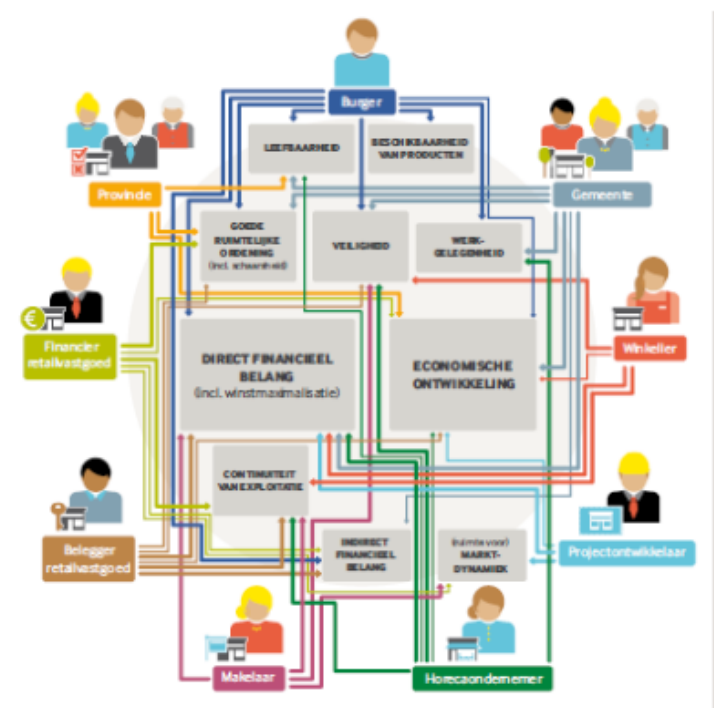 Burger
LEEFBAARHEID
BESCHIKBAARHEID
VAN PRODUCTEN
Provincie
Gemeente
GOEDE
RUIMTELIJKE
ORDENING
(incl. schaarsheid)
VEILIGHEID
WERK-
GELEGENHEID
€
Financier
retailvastgoed
Winkelier
DIRECT FINANCIEEL
BELANG
(incl. winstmaximalisatie)
ECONOMISCHE
ONTWIKKELING
CONTINUITEIT
VAN EXPLOITATIE
Belegger
retailvastgoed
INDIRECT
FINANCIEEL
BELANG
(ruimte voor)
MARKT-
DYNAMIEK
Projectontwikkelaar
Makelaar
Horecaondernemer